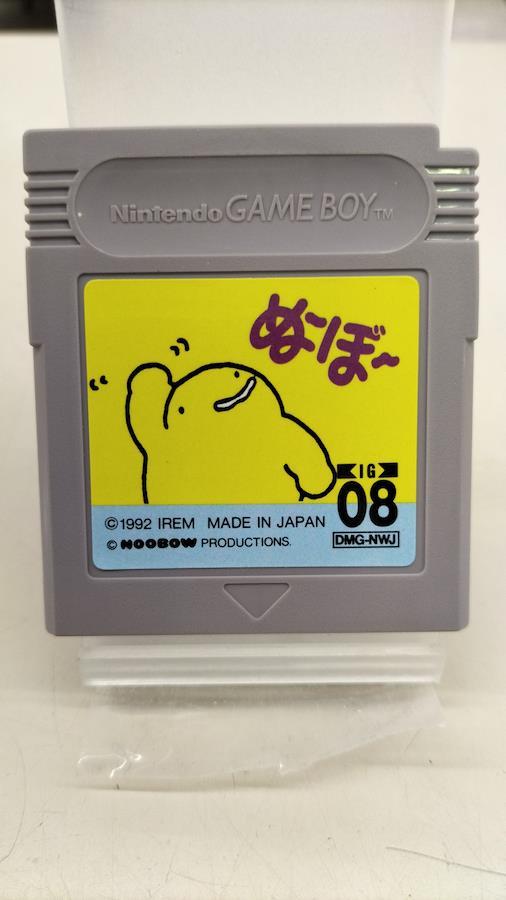 Nintendo GAME BOY™
ぬ〜ぼ〜
IG
08
©1992 IREM MADE IN JAPAN
DMG-NWJ
© NOOBOW PRODUCTIONS.